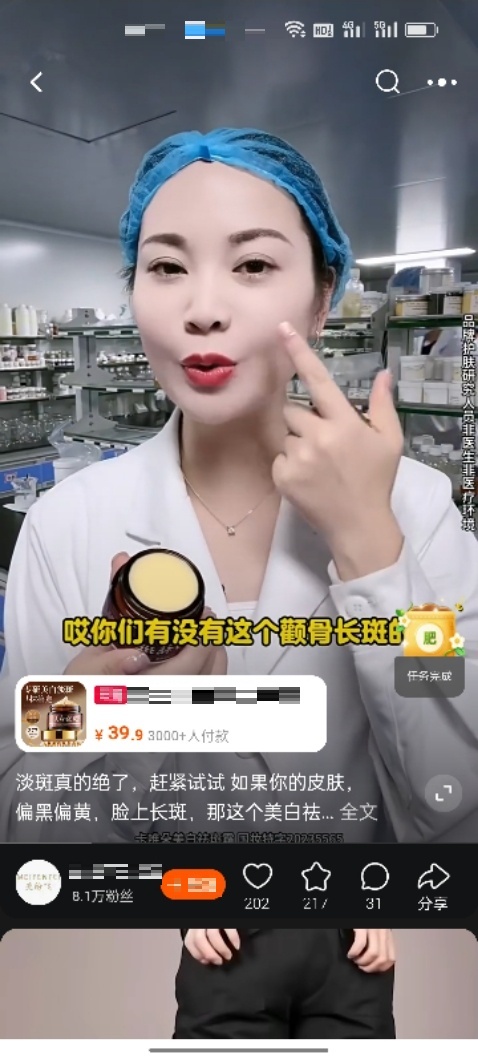 HD
4G
5G
品牌护肤研究人员非医生非医疗环境
哎你们有没有这个颧骨长斑的
肥
任务完成
¥39.9 3000+人付款
淡斑真的绝了，赶紧试试 如果你的皮肤，
偏黑偏黄，脸上长斑，那这个美白祛... 全文
8.1万粉丝
202
217
31
分享